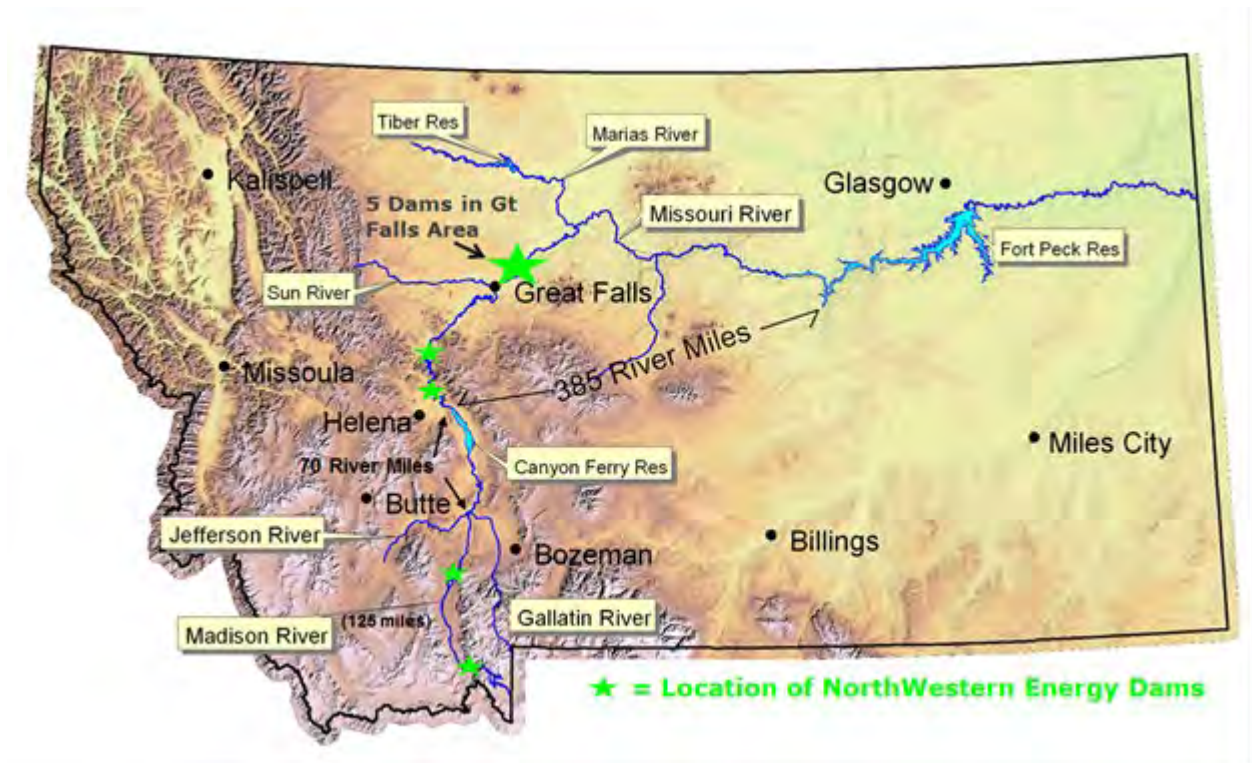 Tiber Res
Marias River
Kalispell
Glasgow
5 Dams in Gt
Falls Area
Missouri River
Fort Peck Res
Sun River
Great Falls
385 River Miles
Missoula
Helena
Miles City
70 River Miles
Canyon Ferry Res
Butte
Jefferson River
Billings
Bozeman
(125 miles)
Gallatin River
Madison River
= Location of NorthWestern Energy Dams